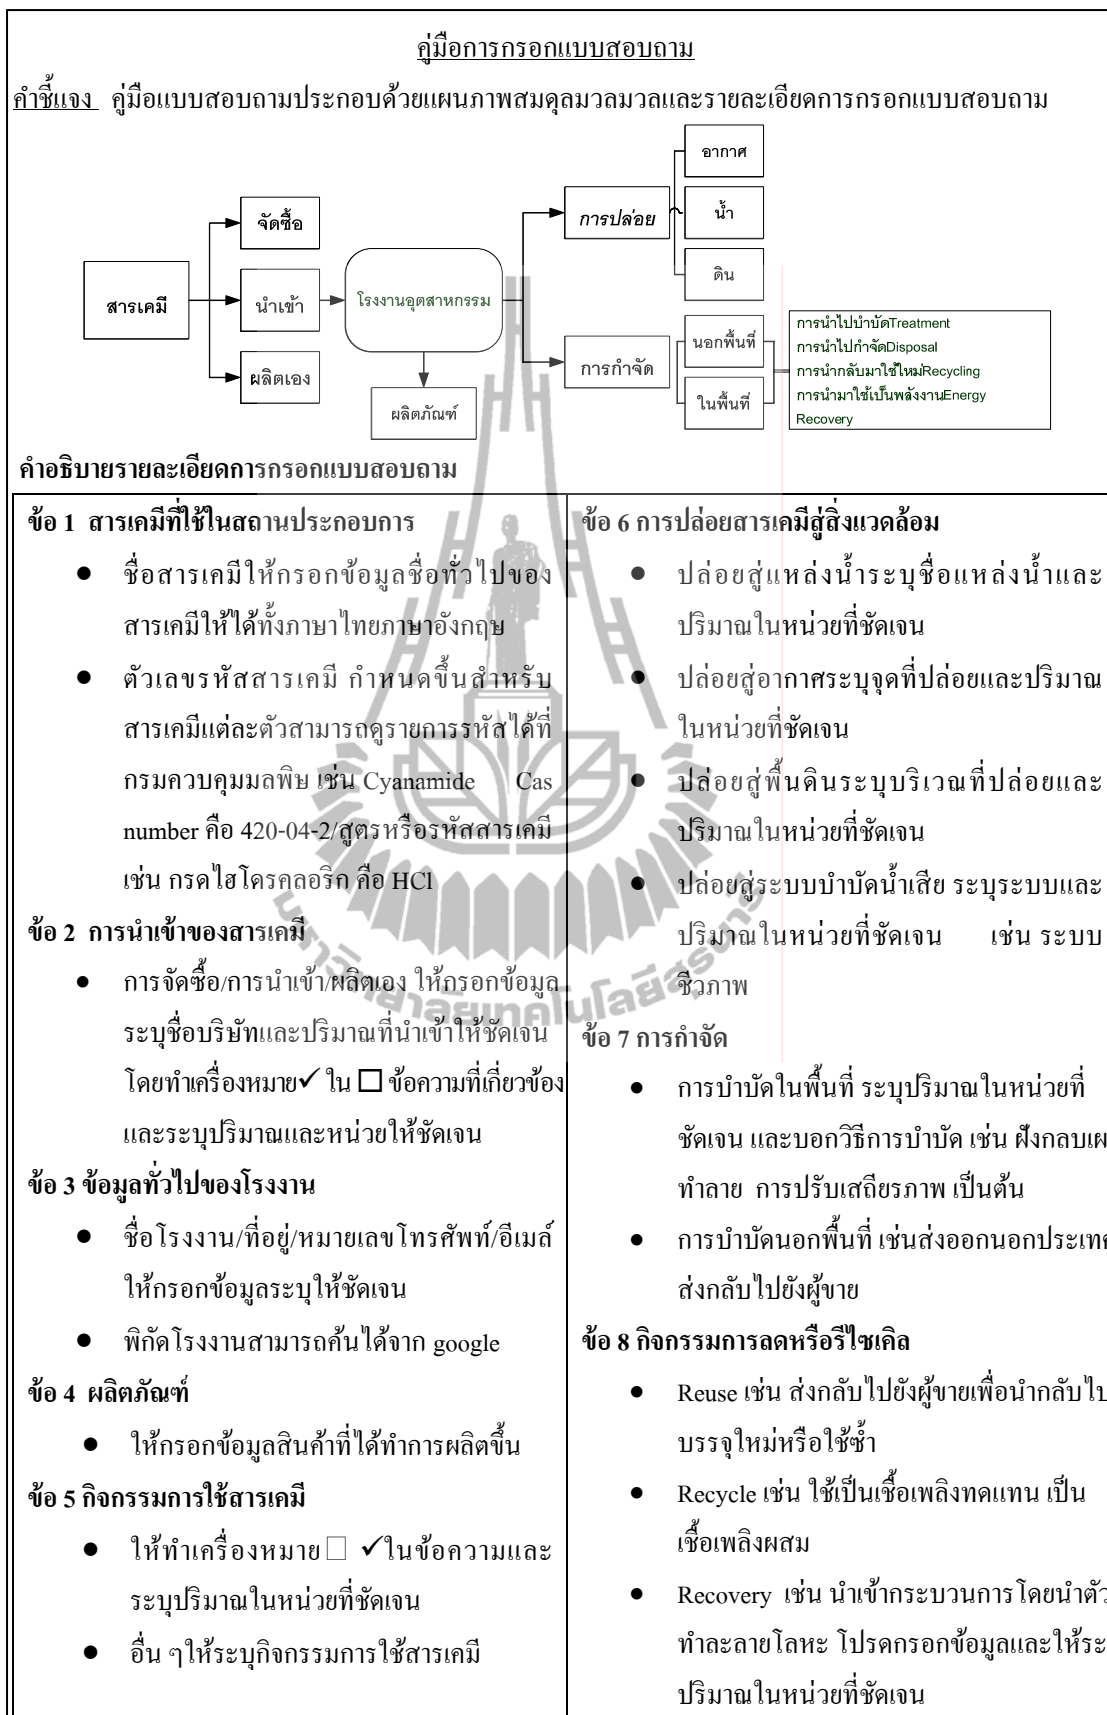 คู่มือการกรอกแบบสอบถาม
คำชี้แจง คู่มือแบบสอบถามประกอบด้วยแผนภาพสมดุลมวลมวลและรายละเอียดการกรอกแบบสอบถาม
สารเคมี
จัดซื้อ
นำเข้า
ผลิตเอง
โรงงานอุตสาหกรรม
ผลิตภัณฑ์
การปล่อย
อากาศ
น้ำ
ดิน
การกำจัด
นอกพื้นที่
ในพื้นที่
การนำไปบำบัดTreatment
การนำไปกำจัดDisposal
การนำกลับมาใช้ใหม่Recycling
การนำมาใช้เป็นพลังงานEnergy
Recovery
คำอธิบายรายละเอียดการกรอกแบบสอบถาม
ข้อ 1 สารเคมีที่ใช้ในสถานประกอบการ
● ชื่อสารเคมีให้กรอกข้อมูลชื่อทั่วไปของ
สารเคมีให้ได้ทั้งภาษาไทยภาษาอังกฤษ
● ตัวเลขรหัสสารเคมี กำหนดขึ้นสำหรับ
สารเคมีแต่ละตัวสามารถดูรายการรหัสได้ที่
กรมควบคุมมลพิษ เช่น Cyanamide Cas
number คือ 420-04-2/สูตรหรือรหัสสารเคมี
เช่น กรดไฮโดรคลอริก คือ HCl
ข้อ 2 การนำเข้าของสารเคมี
● การจัดซื้อ/การนำเข้า/ผลิตเอง ให้กรอกข้อมูล
ระบุชื่อบริษัทและปริมาณที่นำเข้าให้ชัดเจน
โดยทำเครื่องหมาย✓ ใน □ ข้อความที่เกี่ยวข้อง
และระบุปริมาณและหน่วยให้ชัดเจน
ข้อ 3 ข้อมูลทั่วไปของโรงงาน
● ชื่อโรงงาน/ที่อยู่/หมายเลขโทรศัพท์/อีเมล์
ให้กรอกข้อมูลระบุให้ชัดเจน
● พิกัดโรงงานสามารถค้นได้จาก google
ข้อ 4 ผลิตภัณฑ์
● ให้กรอกข้อมูลสินค้าที่ได้ทำการผลิตขึ้น
ข้อ 5 กิจกรรมการใช้สารเคมี
● ให้ทำเครื่องหมาย □ ✓ในข้อความและ
ระบุปริมาณในหน่วยที่ชัดเจน
● อื่น ๆให้ระบุกิจกรรมการใช้สารเคมี
ข้อ 6 การปล่อยสารเคมีสู่สิ่งแวดล้อม
● ปล่อยสู่แหล่งน้ำระบุชื่อแหล่งน้ำและ
ปริมาณในหน่วยที่ชัดเจน
● ปล่อยสู่อากาศระบุจุดที่ปล่อยและปริมาณ
ในหน่วยที่ชัดเจน
● ปล่อยสู่พื้นดินระบุบริเวณที่ปล่อยและ
ปริมาณในหน่วยที่ชัดเจน
● ปล่อยสู่ระบบบำบัดน้ำเสีย ระบุระบบและ
ปริมาณในหน่วยที่ชัดเจน เช่น ระบบ
ชีวภาพ
ข้อ 7 การกำจัด
● การบำบัดในพื้นที่ ระบุปริมาณในหน่วยที่
ชัดเจน และบอกวิธีการบำบัด เช่น ฝังกลบเผ
ทำลาย การปรับเสถียรภาพ เป็นต้น
● การบำบัดนอกพื้นที่ เช่นส่งออกนอกประเทศ
ส่งกลับไปยังผู้ขาย
ข้อ 8 กิจกรรมการลดหรือรีไซเคิล
● Reuse เช่น ส่งกลับไปยังผู้ขายเพื่อนำกลับไป
บรรจุใหม่หรือใช้ซ้ำ
● Recycle เช่น ใช้เป็นเชื้อเพลิงทดแทน เป็น
เชื้อเพลิงผสม
● Recovery เช่น นำเข้ากระบวนการโดยนำตัว
ทำละลายโลหะ โปรดกรอกข้อมูลและให้ระ
ปริมาณในหน่วยที่ชัดเจน
มหาวิทยาลัยเทคโนโลยีสุรนารี